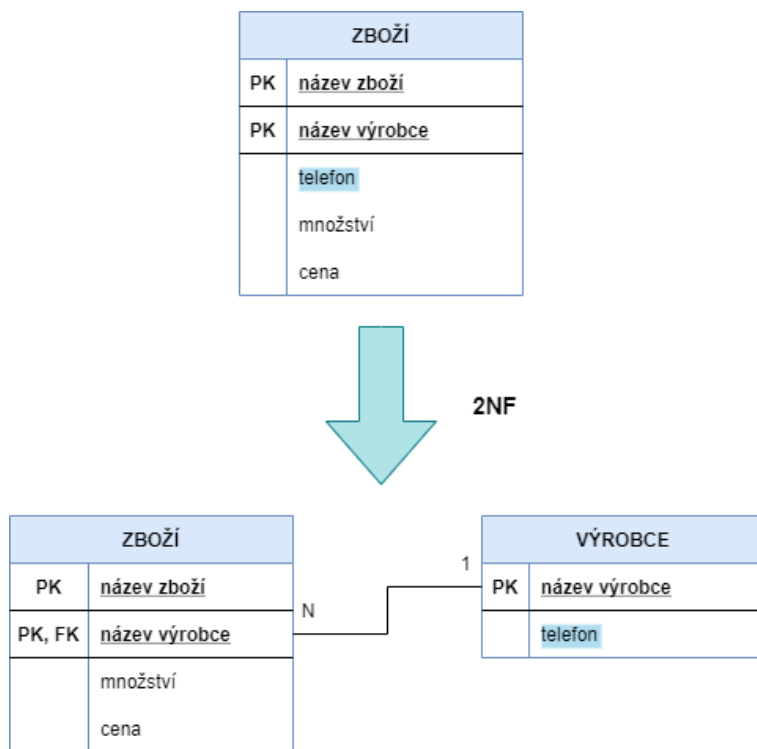 ZBOŽÍ
PK název zboží
PK název výrobce
telefon
množství
cena
2NF
ZBOŽÍ
PK název zboží
PK, FK název výrobce
množství
cena
N
1
VÝROBCE
PK název výrobce
telefon